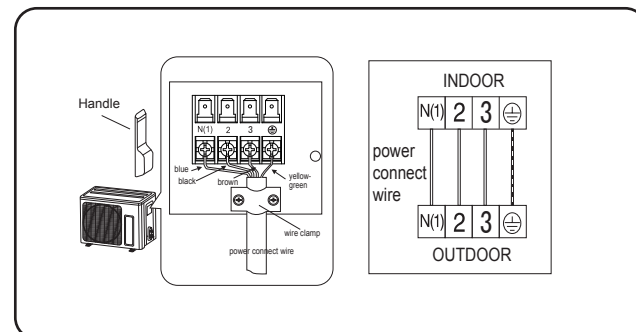 Handle
N(1) 2 3 ⏚
blue
black
brown
yellow-
green
wire clamp
power connect wire
INDOOR
N(1) 2 3 ⏚
power
connect
wire
N(1) 2 3 ⏚
OUTDOOR